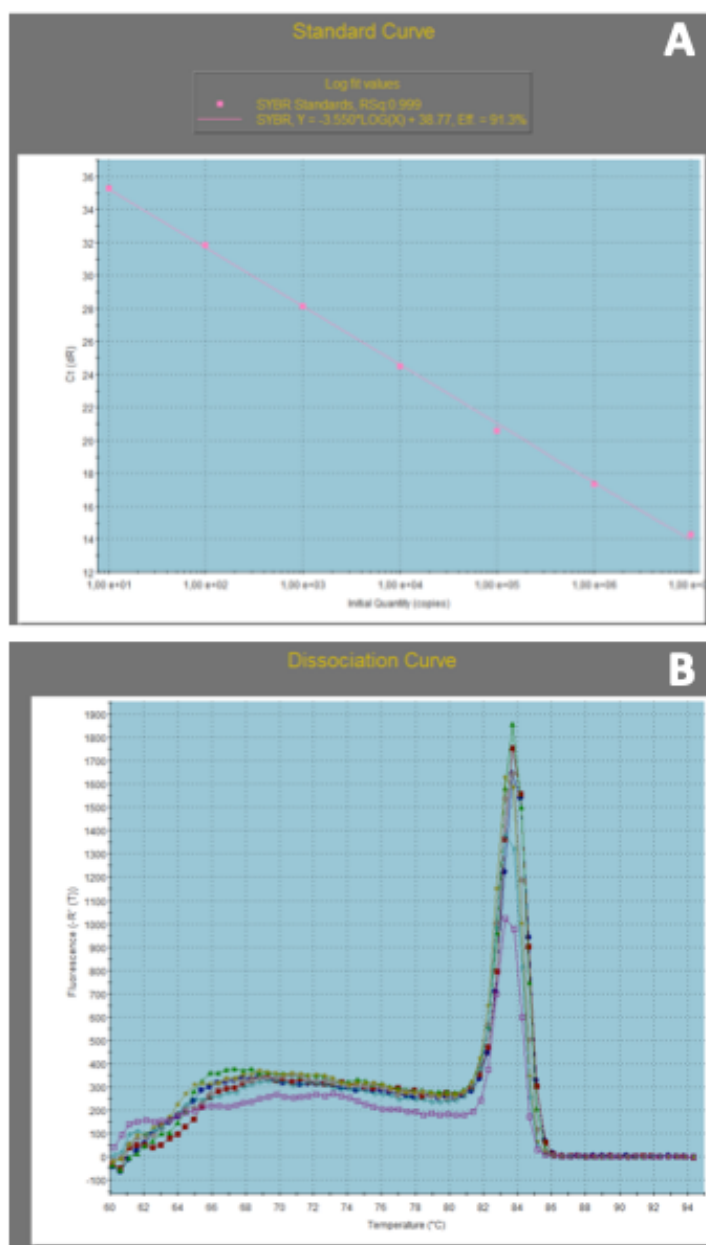 Standard Curve
A
Log fit values
SYBR Standards, RSq:0.999
SYBR, Y = -3.550*LOG(X) + 38.77, Eff. = 91.3%
36
34
32
30
28
26
24
22
20
18
16
14
12
Ct (dR)
1,00 e+01 1,00 e+02 1,00 e+03 1,00 e+04 1,00 e+05 1,00 e+06 1,00 e+0
Initial Quantity (copies)
Dissociation Curve
B
1900
1800
1700
1600
1500
1400
1300
1200
1100
1000
900
800
700
600
500
400
300
200
100
0
-100
Fluorescence (-R' (T))
60 62 64 66 68 70 72 74 76 78 80 82 84 86 88 90 92 94
Temperature (°C)